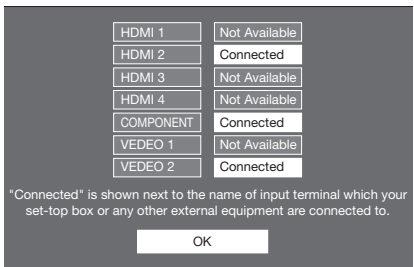 HDMI 1 Not Available
HDMI 2 Connected
HDMI 3 Not Available
HDMI 4 Not Available
COMPONENT Connected
VEDEO 1 Not Available
VEDEO 2 Connected
"Connected" is shown next to the name of input terminal which your
set-top box or any other external equipment are connected to.
OK